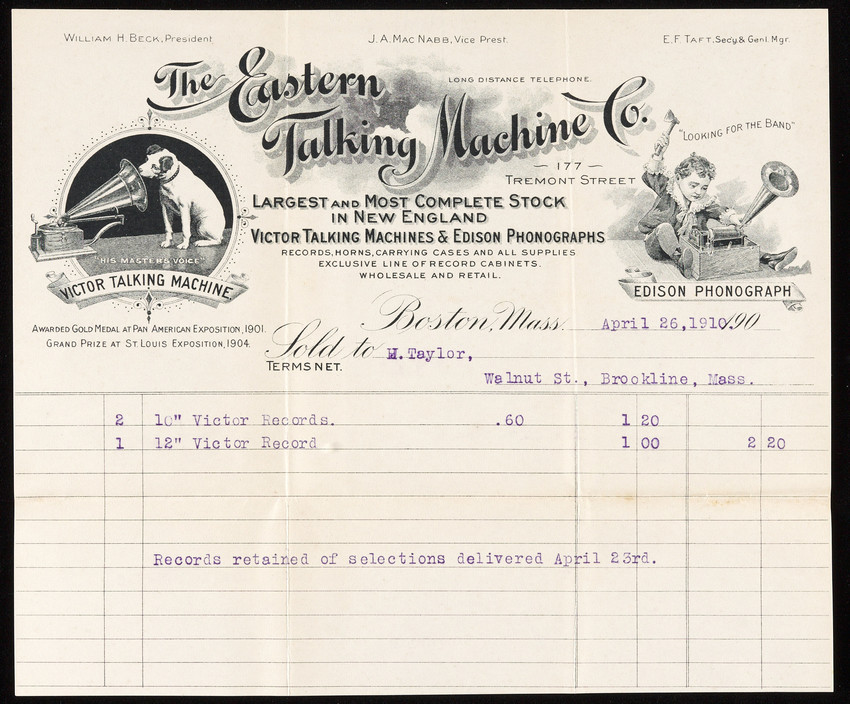 WILLIAM H. BECK, President J. A. MAC NABB, Vice Prest. E. F. TAFT, Sec'y & Genl. Mgr.
The Eastern
LONG DISTANCE TELEPHONE.
Talking Machine Co.
"LOOKING FOR THE BAND"
— 177 —
TREMONT STREET
LARGEST AND MOST COMPLETE STOCK
IN NEW ENGLAND
VICTOR TALKING MACHINES & EDISON PHONOGRAPHS
RECORDS, HORNS, CARRYING CASES AND ALL SUPPLIES
EXCLUSIVE LINE OF RECORD CABINETS.
WHOLESALE AND RETAIL.
"HIS MASTER'S VOICE"
VICTOR TALKING MACHINE
EDISON PHONOGRAPH
AWARDED GOLD MEDAL AT PAN AMERICAN EXPOSITION, 1901.
GRAND PRIZE AT ST. LOUIS EXPOSITION, 1904.
Boston, Mass. April 26,1910 190
Sold to M. Taylor,
TERMS NET.
Walnut St., Brookline, Mass.
2 10" Victor Records. .60 1 20
1 12" Victor Record 1 00 2 20
Records retained of selections delivered April 23rd.